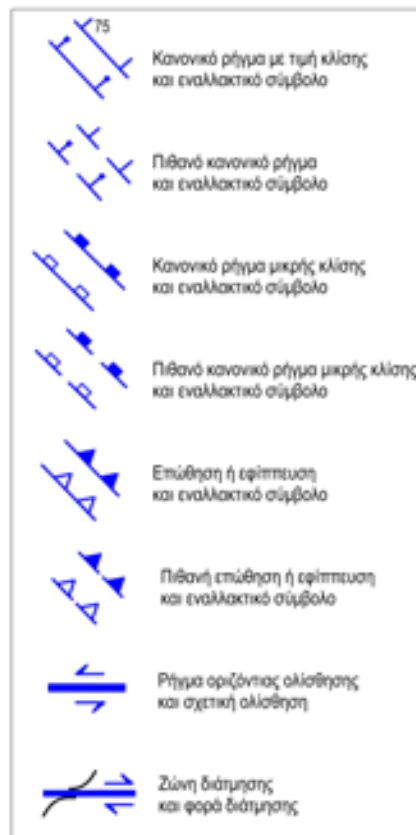 75
Κανονικό ρήγμα με τιμή κλίσης
και εναλλακτικό σύμβολο
Πιθανό κανονικό ρήγμα
και εναλλακτικό σύμβολο
Κανονικό ρήγμα μικρής κλίσης
και εναλλακτικό σύμβολο
Πιθανό κανονικό ρήγμα μικρής κλίσης
και εναλλακτικό σύμβολο
Επώθηση ή εφίππευση
και εναλλακτικό σύμβολο
Πιθανή επώθηση ή εφίππευση
και εναλλακτικό σύμβολο
Ρήγμα οριζόντιας ολίσθησης
και σχετική ολίσθηση
Ζώνη διάτμησης
και φορά διάτμησης